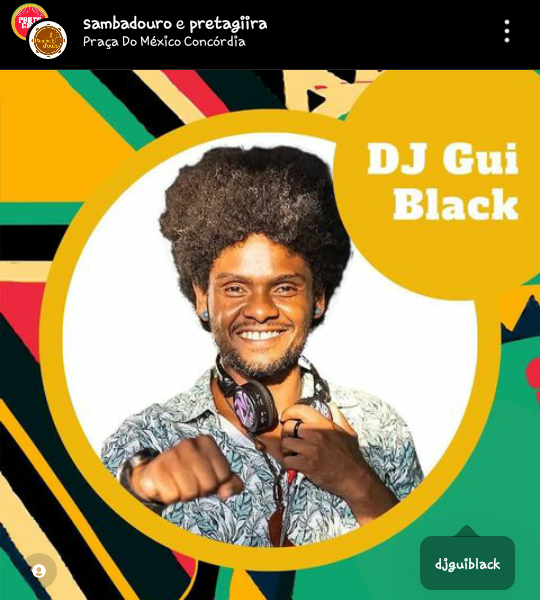 sambadouro e pretagiira
Praça Do México Concórdia
DJ Gui
Black
djguiblack